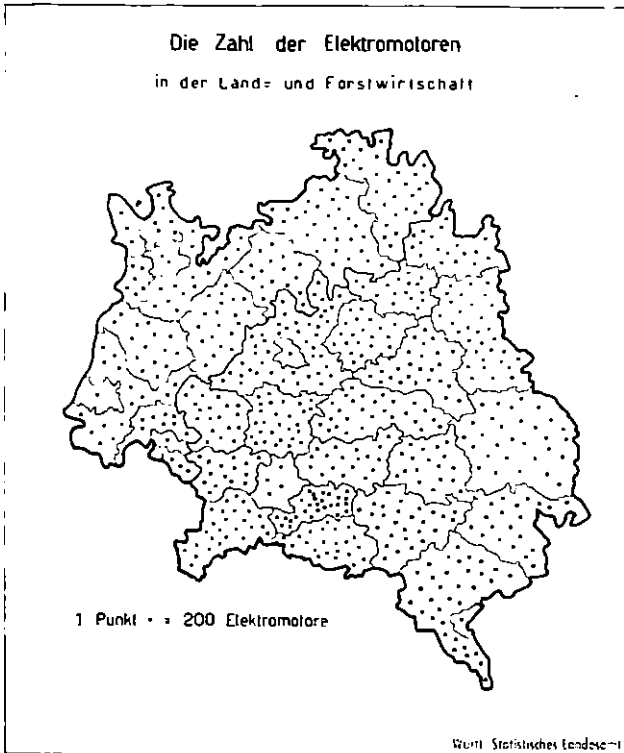 Die Zahl der Elektromotoren
in der Land= und Forstwirtschaft
1 Punkt • = 200 Elektromotore
Württ. Statistisches Landesamt